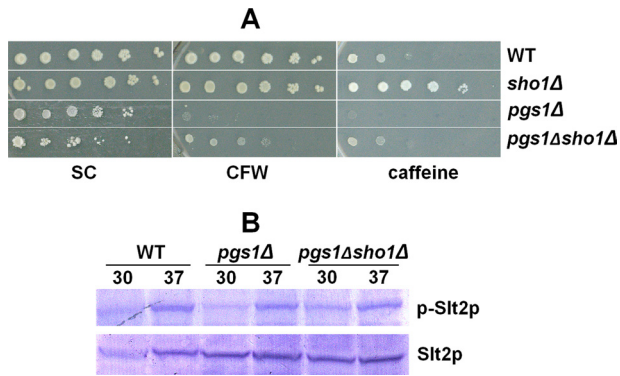 A
WT
sho1Δ
pgs1Δ
pgs1Δsho1Δ
SC CFW caffeine
B
WT pgs1Δ pgs1Δsho1Δ
30 37 30 37 30 37
p-Slt2p
Slt2p